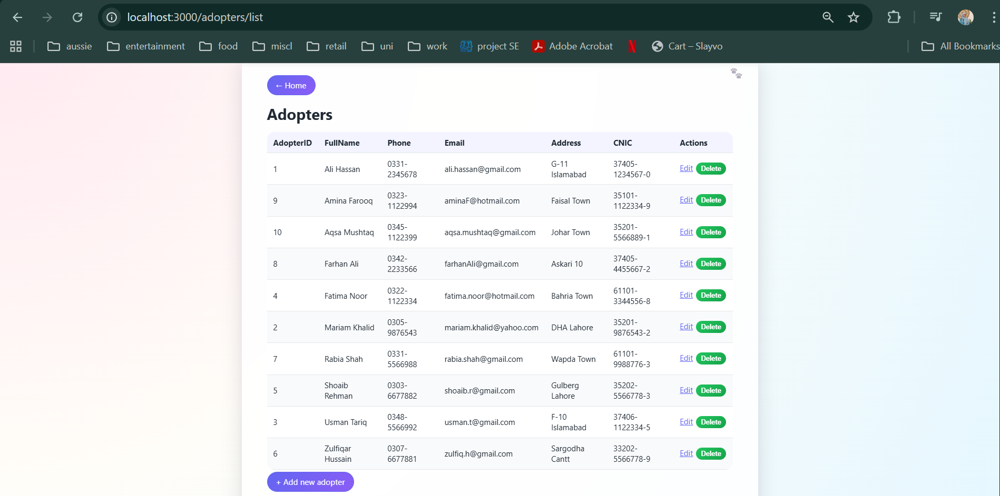 localhost:3000/adopters/list
aussie entertainment food miscl retail uni work project SE Adobe Acrobat Cart – Slayvo All Bookmarks
← Home
Adopters
AdopterID FullName Phone Email Address CNIC Actions
1 Ali Hassan 0331-2345678 ali.hassan@gmail.com G-11 Islamabad 37405-1234567-0 Edit Delete
9 Amina Farooq 0323-1122994 aminaF@hotmail.com Faisal Town 35101-1122334-9 Edit Delete
10 Aqsa Mushtaq 0345-1122399 aqsa.mushtaq@gmail.com Johar Town 35201-5566889-1 Edit Delete
8 Farhan Ali 0342-2233566 farhanAli@gmail.com Askari 10 37405-4455667-2 Edit Delete
4 Fatima Noor 0322-1122334 fatima.noor@hotmail.com Bahria Town 61101-3344556-8 Edit Delete
2 Mariam Khalid 0305-9876543 mariam.khalid@yahoo.com DHA Lahore 35201-9876543-2 Edit Delete
7 Rabia Shah 0331-5566988 rabia.shah@gmail.com Wapda Town 61101-9988776-3 Edit Delete
5 Shoaib Rehman 0303-6677882 shoaib.r@gmail.com Gulberg Lahore 35202-5566778-3 Edit Delete
3 Usman Tariq 0348-5566992 usman.t@gmail.com F-10 Islamabad 37406-1122334-5 Edit Delete
6 Zulfiqar Hussain 0307-6677881 zulfiq.h@gmail.com Sargodha Cantt 33202-5566778-9 Edit Delete
+ Add new adopter